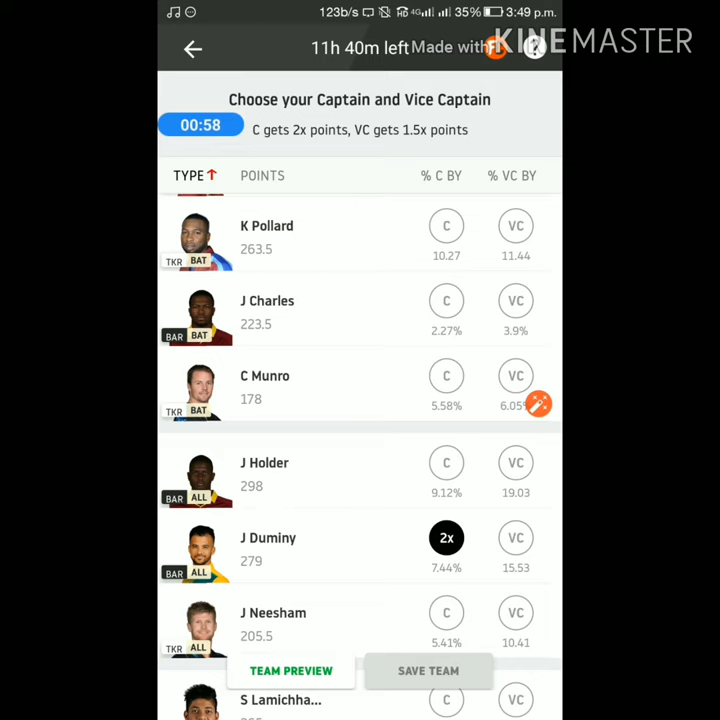 123b/s 4G 35% 3:49 p.m.
11h 40m left Made with
KINEMASTER
?
Choose your Captain and Vice Captain
00:58
C gets 2x points, VC gets 1.5x points
TYPE POINTS % C BY % VC BY
K Pollard C VC
263.5
TKR BAT 10.27 11.44
J Charles C VC
223.5
BAR BAT 2.27% 3.9%
C Munro C VC
178
TKR BAT 5.58% 6.05%
J Holder C VC
298
BAR ALL 9.12% 19.03
J Duminy 2x VC
279
BAR ALL 7.44% 15.53
J Neesham C VC
205.5
TKR ALL 5.41% 10.41
TEAM PREVIEW SAVE TEAM
S Lamichha... C VC